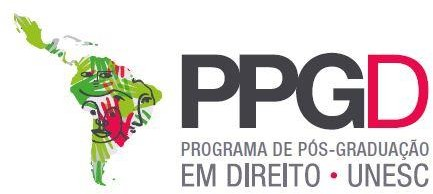 PPGD
PROGRAMA DE PÓS-GRADUAÇÃO
EM DIREITO • UNESC